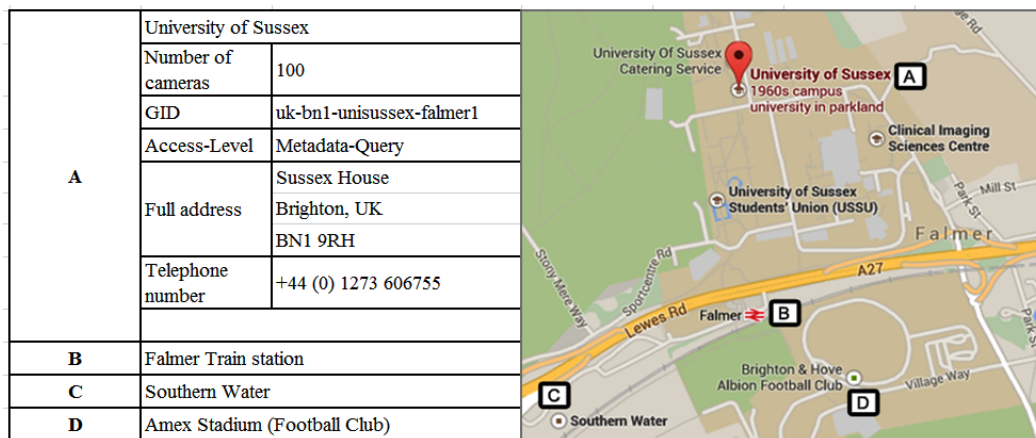 A
University of Sussex
Number of
cameras
100
GID
uk-bn1-unisussex-falmer1
Access-Level
Metadata-Query
Full address
Sussex House
Brighton, UK
BN1 9RH
Telephone
number
+44 (0) 1273 606755
B
Falmer Train station
C
Southern Water
D
Amex Stadium (Football Club)
University Of Sussex
Catering Service
University of Sussex
1960s campus
university in parkland
A
Clinical Imaging
Sciences Centre
University of Sussex
Students' Union (USSU)
Park St
Mill St
Falmer
A27
Stony Mere Way
Sportcentre Rd
Lewes Rd
Falmer
B
Park St
Brighton & Hove
Albion Football Club
Village Way
C
D
Southern Water